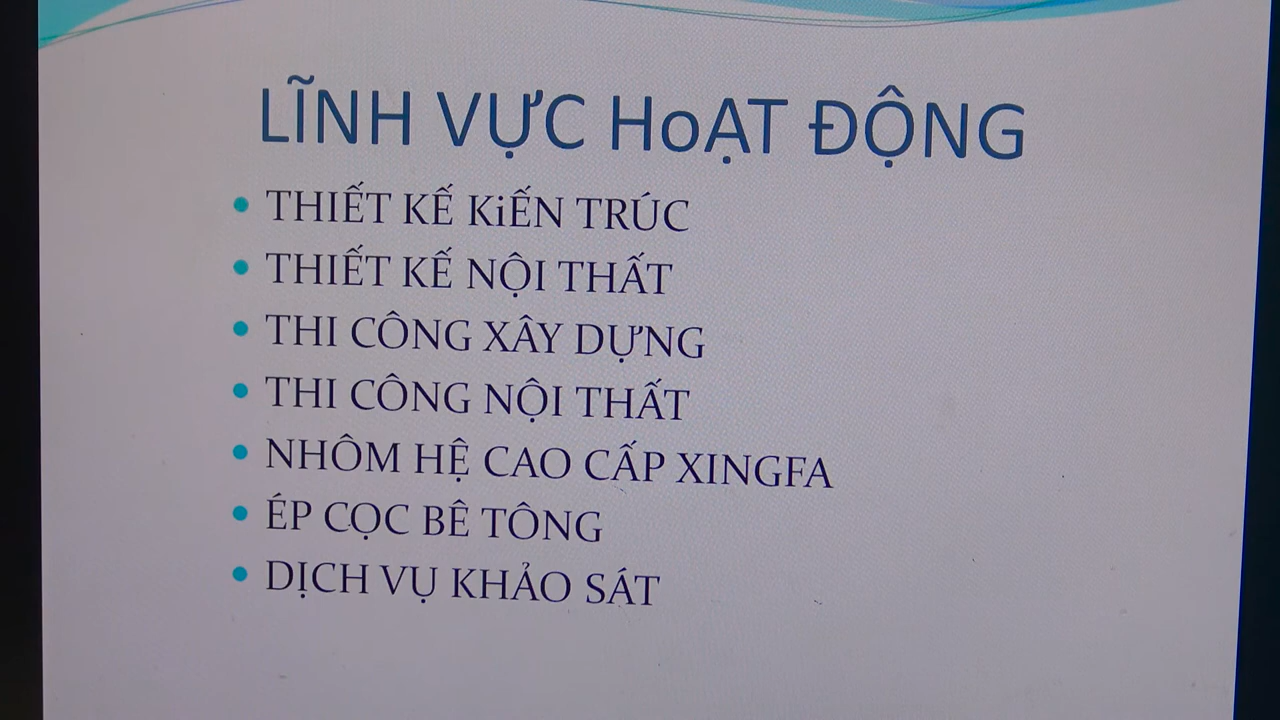 LĨNH VỰC HoẠT ĐỘNG
THIẾT KẾ KiẾN TRÚC
THIẾT KẾ NỘI THẤT
THI CÔNG XÂY DỰNG
THI CÔNG NỘI THẤT
NHÔM HỆ CAO CẤP XINGFA
ÉP CỌC BÊ TÔNG
DỊCH VỤ KHẢO SÁT